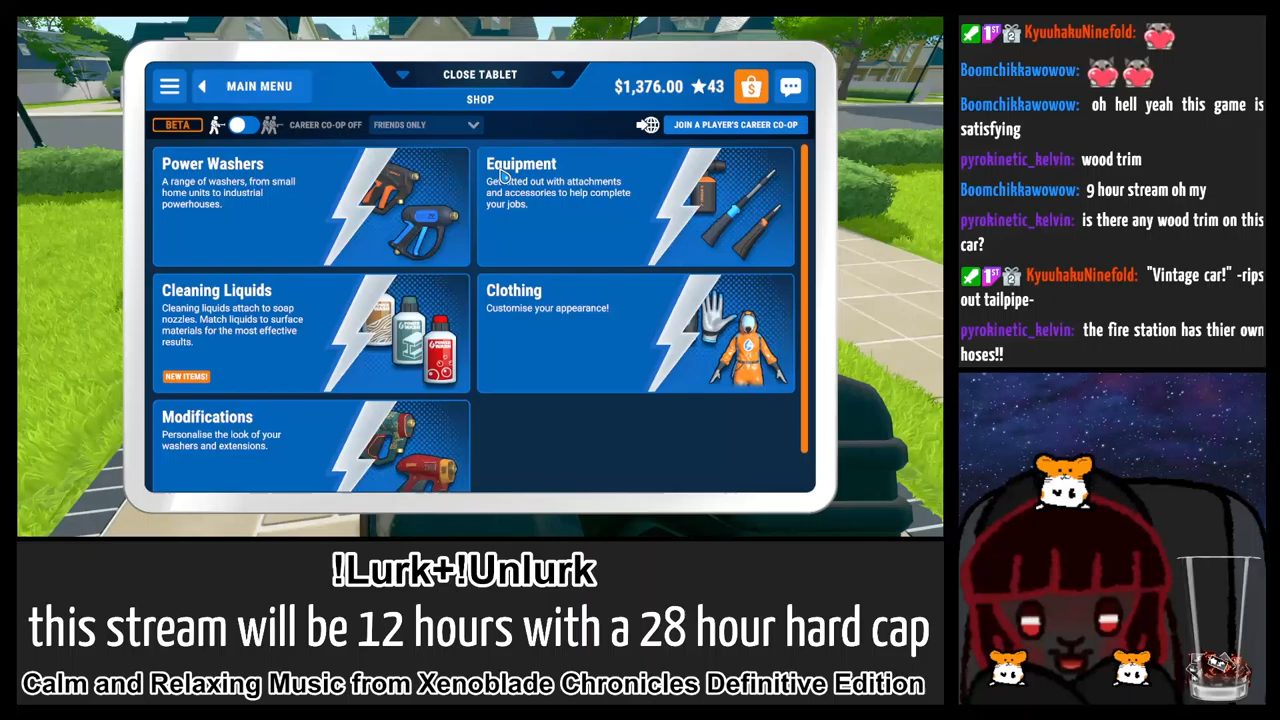 CLOSE TABLET
MAIN MENU
$1,376.00 ★43
SHOP
BETA
CAREER CO-OP OFF
FRIENDS ONLY
JOIN A PLAYER'S CAREER CO-OP
Power Washers
A range of washers, from small
home units to industrial
powerhouses.
Equipment
Get kitted out with attachments
and accessories to help complete
your jobs.
Cleaning Liquids
Cleaning liquids attach to soap
nozzles. Match liquids to surface
materials for the most effective
results.
NEW ITEMS!
Clothing
Customise your appearance!
Modifications
Personalise the look of your
washers and extensions.
!Lurk+!Unlurk
this stream will be 12 hours with a 28 hour hard cap
Calm and Relaxing Music from Xenoblade Chronicles Definitive Edition
1ST 2 KyuuhakuNinefold:
Boomchikkawowow:
Boomchikkawowow: oh hell yeah this game is
satisfying
pyrokinetic_kelvin: wood trim
Boomchikkawowow: 9 hour stream oh my
pyrokinetic_kelvin: is there any wood trim on this
car?
1ST 2 KyuuhakuNinefold: "Vintage car!" -rips
out tailpipe-
pyrokinetic_kelvin: the fire station has thier own
hoses!!